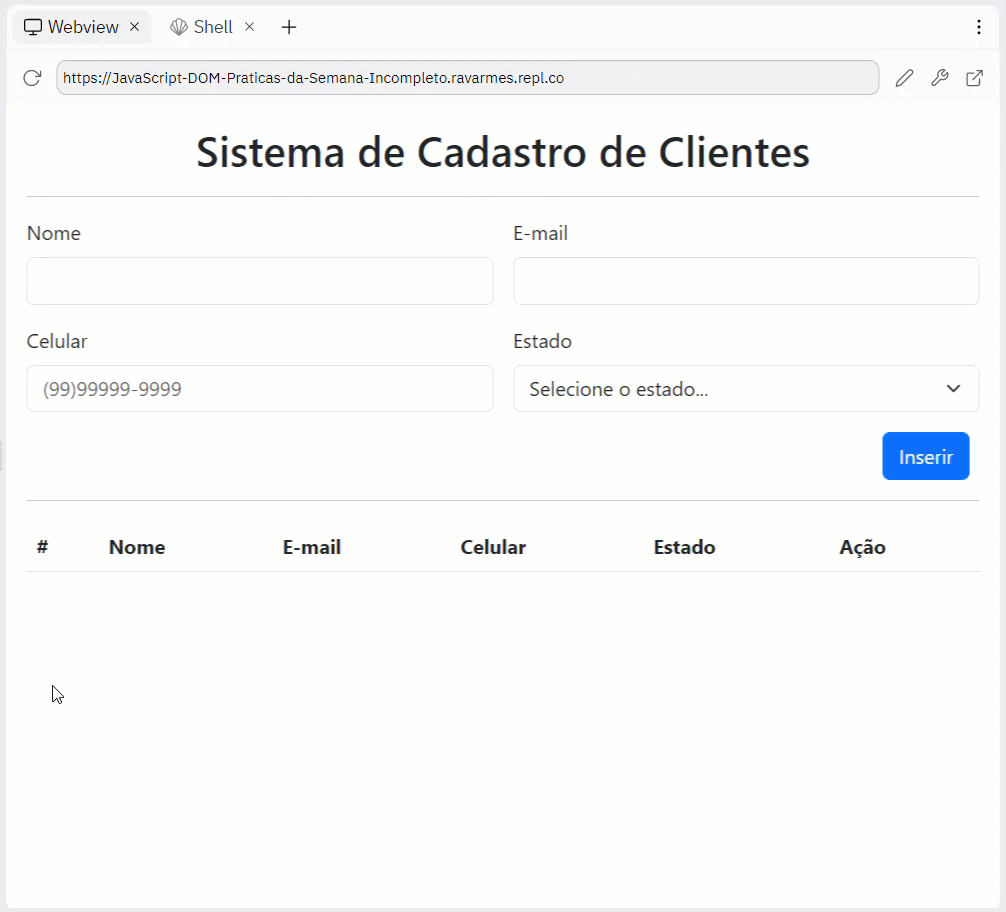 Webview Shell
https://JavaScript-DOM-Praticas-da-Semana-Incompleto.ravarmes.repl.co
Sistema de Cadastro de Clientes
Nome E-mail
Celular Estado
(99)99999-9999 Selecione o estado...
Inserir
# Nome E-mail Celular Estado Ação